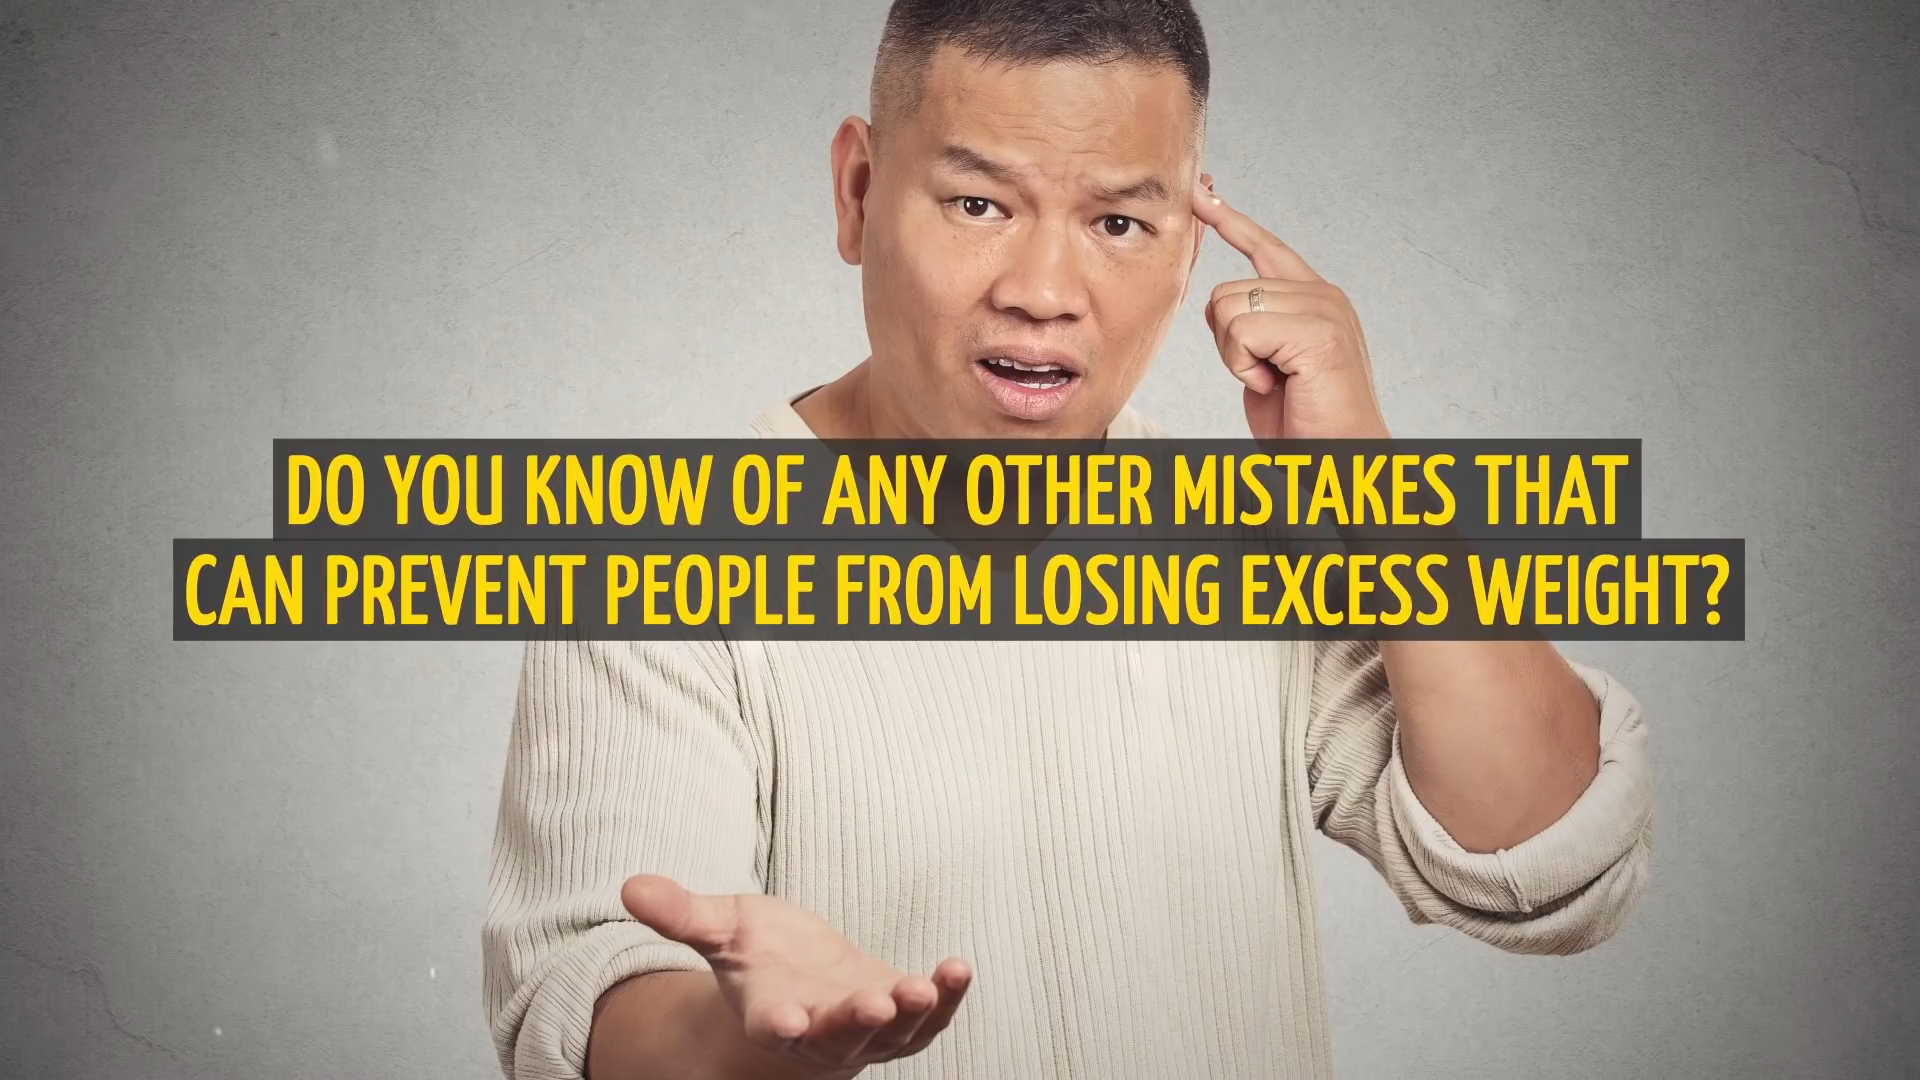 DO YOU KNOW OF ANY OTHER MISTAKES THAT
CAN PREVENT PEOPLE FROM LOSING EXCESS WEIGHT?